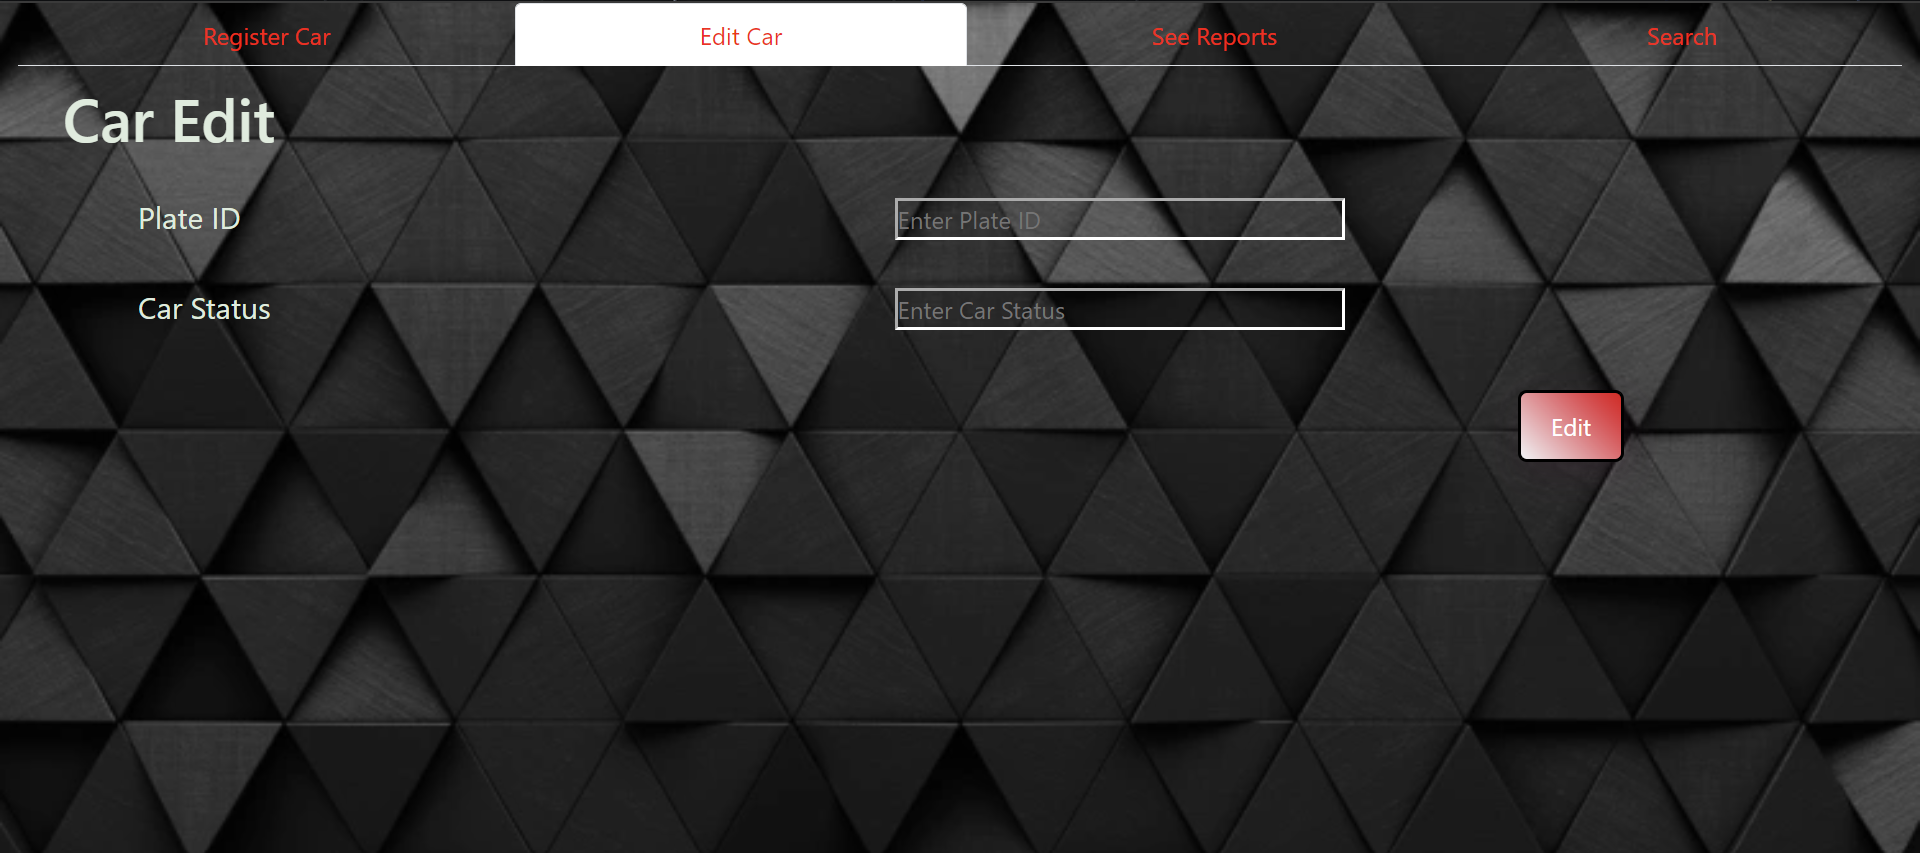 Register Car
Edit Car
See Reports
Search
Car Edit
Plate ID
Enter Plate ID
Car Status
Enter Car Status
Edit